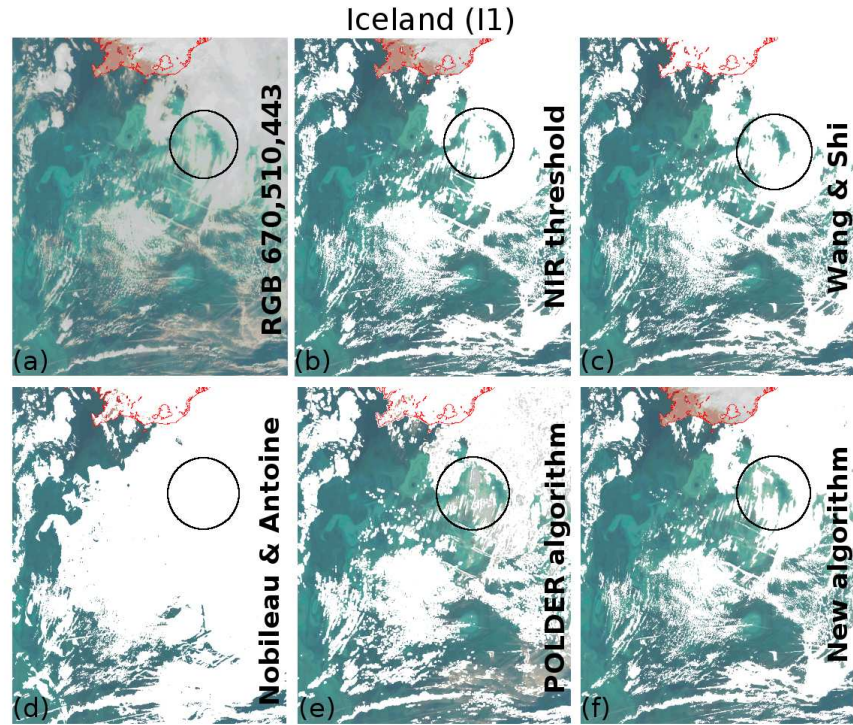 Iceland (I1)
(a)
RGB 670,510,443
(b)
NIR threshold
(c)
Wang & Shi
(d)
Nobileau & Antoine
(e)
POLDER algorithm
(f)
New algorithm